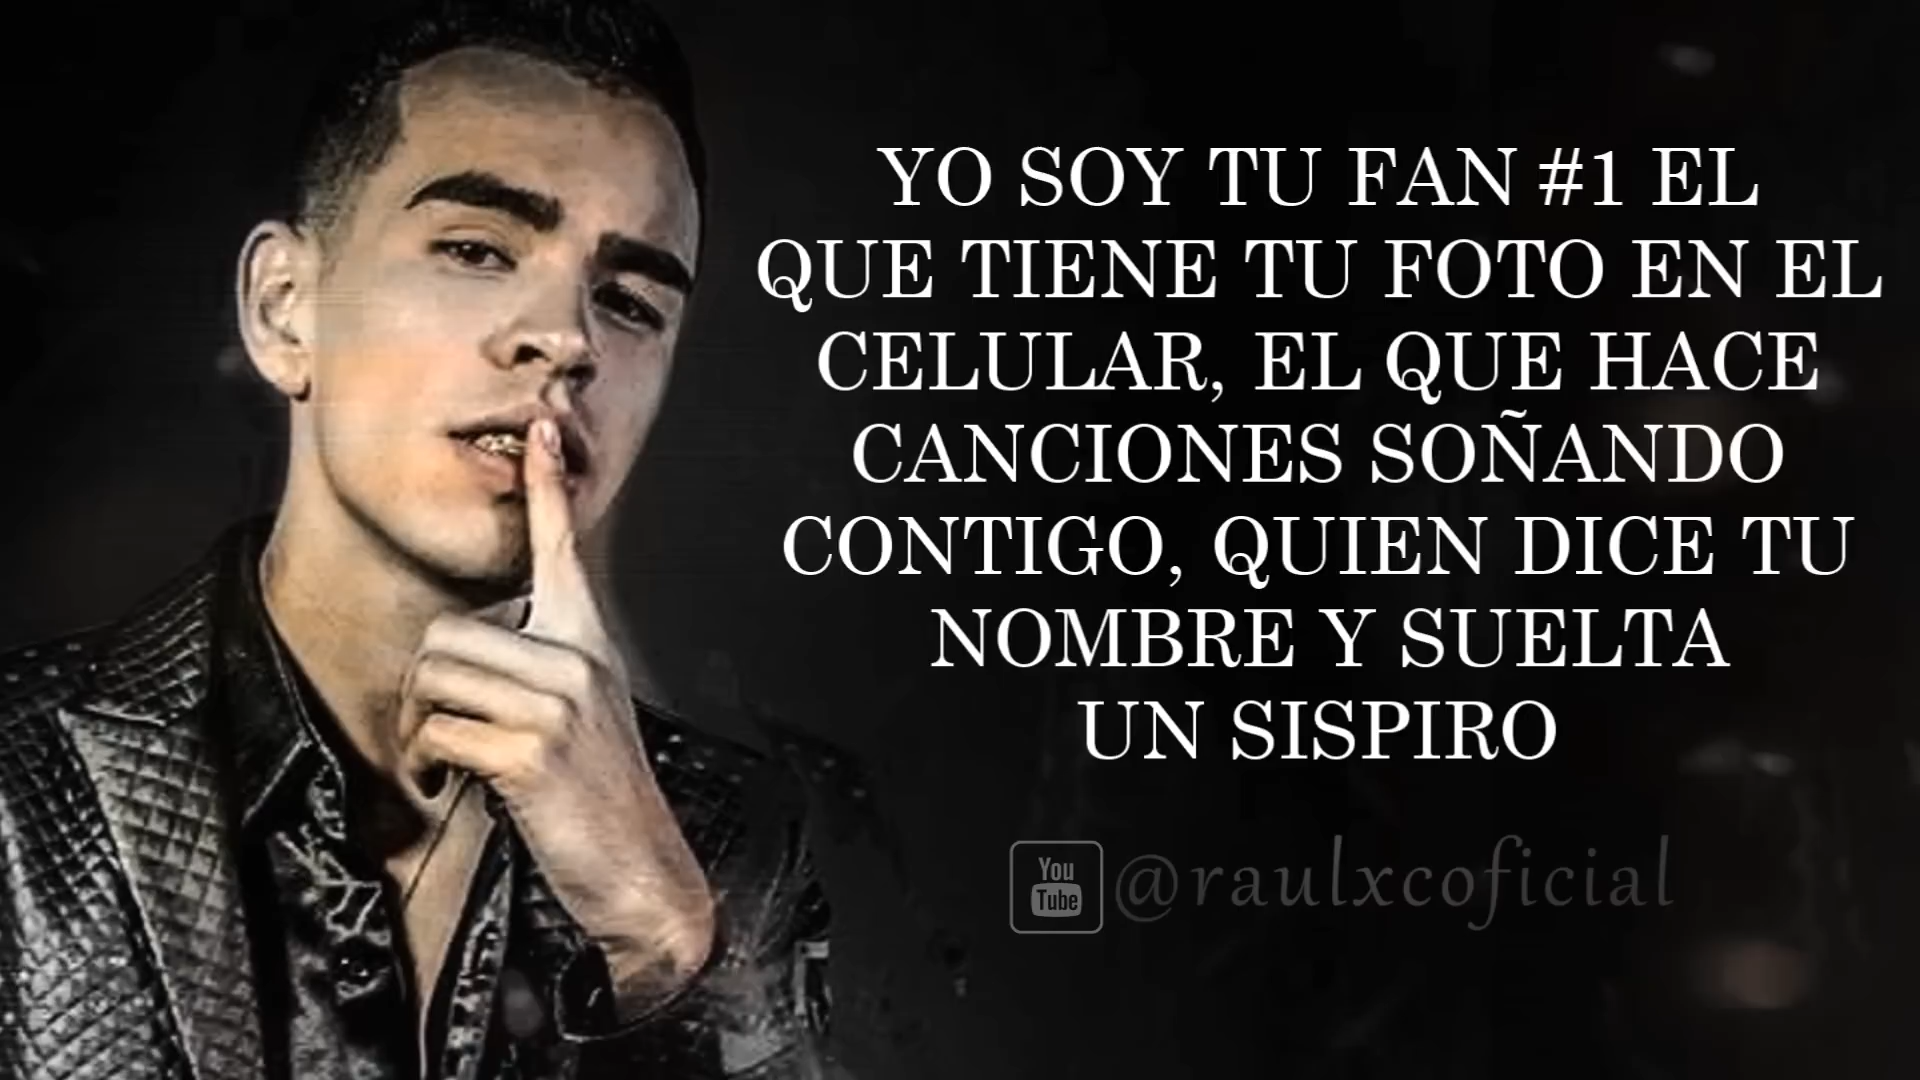 YO SOY TU FAN #1 EL
QUE TIENE TU FOTO EN EL
CELULAR, EL QUE HACE
CANCIONES SOÑANDO
CONTIGO, QUIEN DICE TU
NOMBRE Y SUELTA
UN SISPIRO
You
Tube
@raulxcoficial